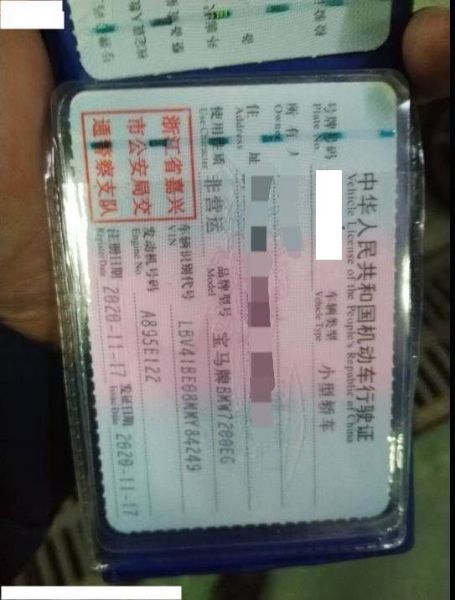 中华人民共和国机动车行驶证
Vehicle License of the People's Republic of China
号牌号码 车辆类型 小型轿车
Plate No. Vehicle Type
所有人
Owner
住 址
Address
使用性质 非营运 品牌型号 宝马牌BMW7200EG
Use Character Model
浙江省嘉兴
市公安局交
通警察支队
车辆识别代号 LBV41BE08MMY84249
VIN
发动机号码 A895E122
Engine No.
注册日期 2020-11-17 发证日期 2020-11-17
Register Date Issue Date